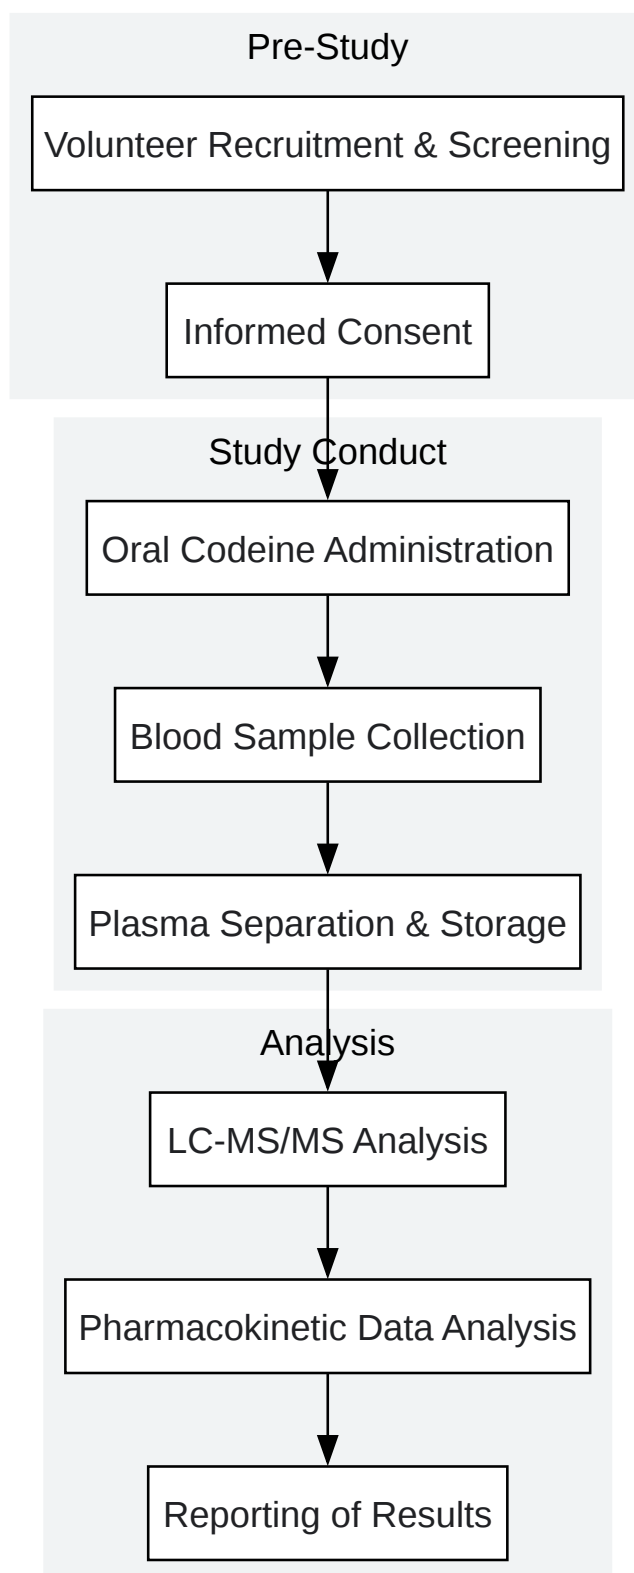 Pre-Study
Volunteer Recruitment & Screening
Informed Consent
Study Conduct
Oral Codeine Administration
Blood Sample Collection
Plasma Separation & Storage
Analysis
LC-MS/MS Analysis
Pharmacokinetic Data Analysis
Reporting of Results